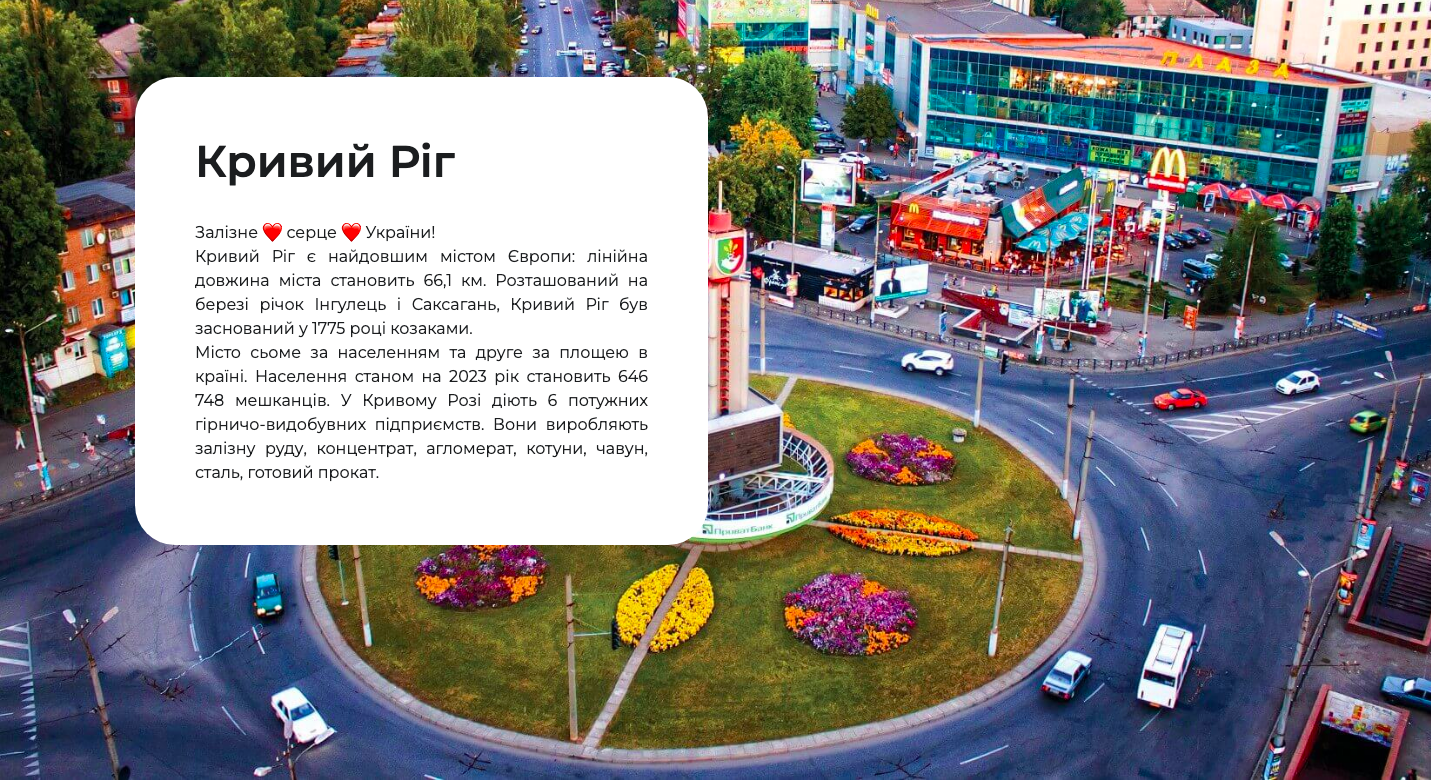 ПЛАЗА
Кривий Ріг
Залізне ❤️ серце ❤️ України!
Кривий Ріг є найдовшим містом Європи: лінійна
довжина міста становить 66,1 км. Розташований на
березі річок Інгулець і Саксагань, Кривий Ріг був
заснований у 1775 році козаками.
Місто сьоме за населенням та друге за площею в
країні. Населення станом на 2023 рік становить 646
748 мешканців. У Кривому Розі діють 6 потужних
гірничо-видобувних підприємств. Вони виробляють
залізну руду, концентрат, агломерат, котуни, чавун,
сталь, готовий прокат.
ПриватБанк